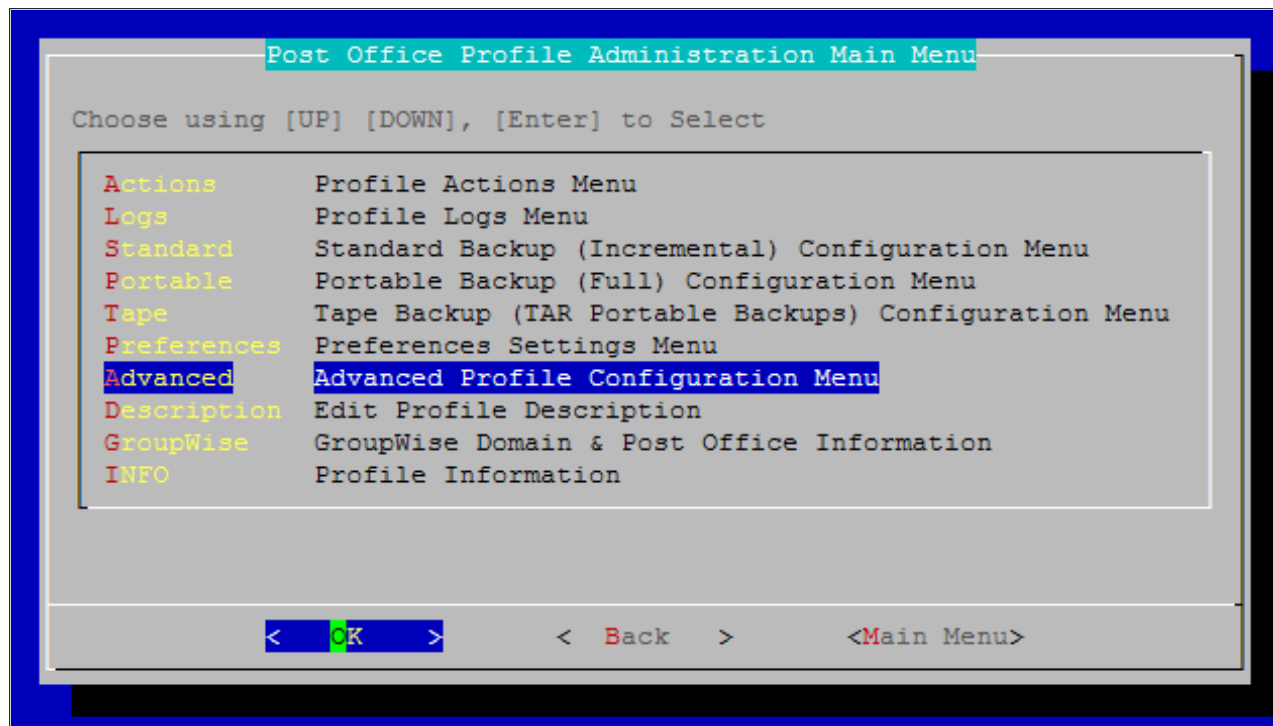 Post Office Profile Administration Main Menu
Choose using [UP] [DOWN], [Enter] to Select
Actions Profile Actions Menu
Logs Profile Logs Menu
Standard Standard Backup (Incremental) Configuration Menu
Portable Portable Backup (Full) Configuration Menu
Tape Tape Backup (TAR Portable Backups) Configuration Menu
Preferences Preferences Settings Menu
Advanced Advanced Profile Configuration Menu
Description Edit Profile Description
GroupWise GroupWise Domain & Post Office Information
INFO Profile Information
< OK > < Back > <Main Menu>